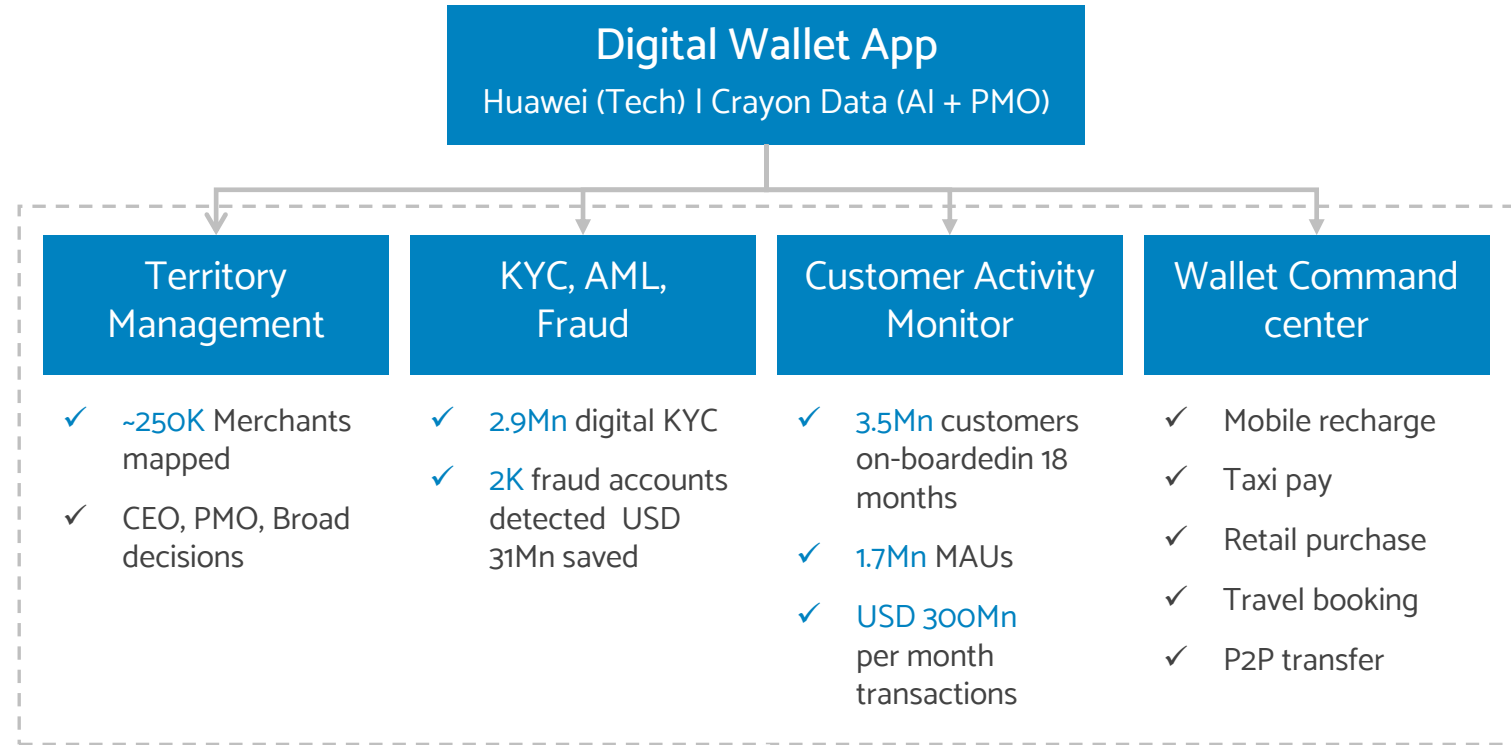 Digital Wallet App
Huawei (Tech) | Crayon Data (AI + PMO)
Territory
Management
~250K Merchants
mapped
CEO, PMO, Broad
decisions
KYC, AML,
Fraud
2.9Mn digital KYC
2K fraud accounts
detected USD
31Mn saved
Customer Activity
Monitor
3.5Mn customers
on-boardedin 18
months
1.7Mn MAUs
USD 300Mn
per month
transactions
Wallet Command
center
Mobile recharge
Taxi pay
Retail purchase
Travel booking
P2P transfer